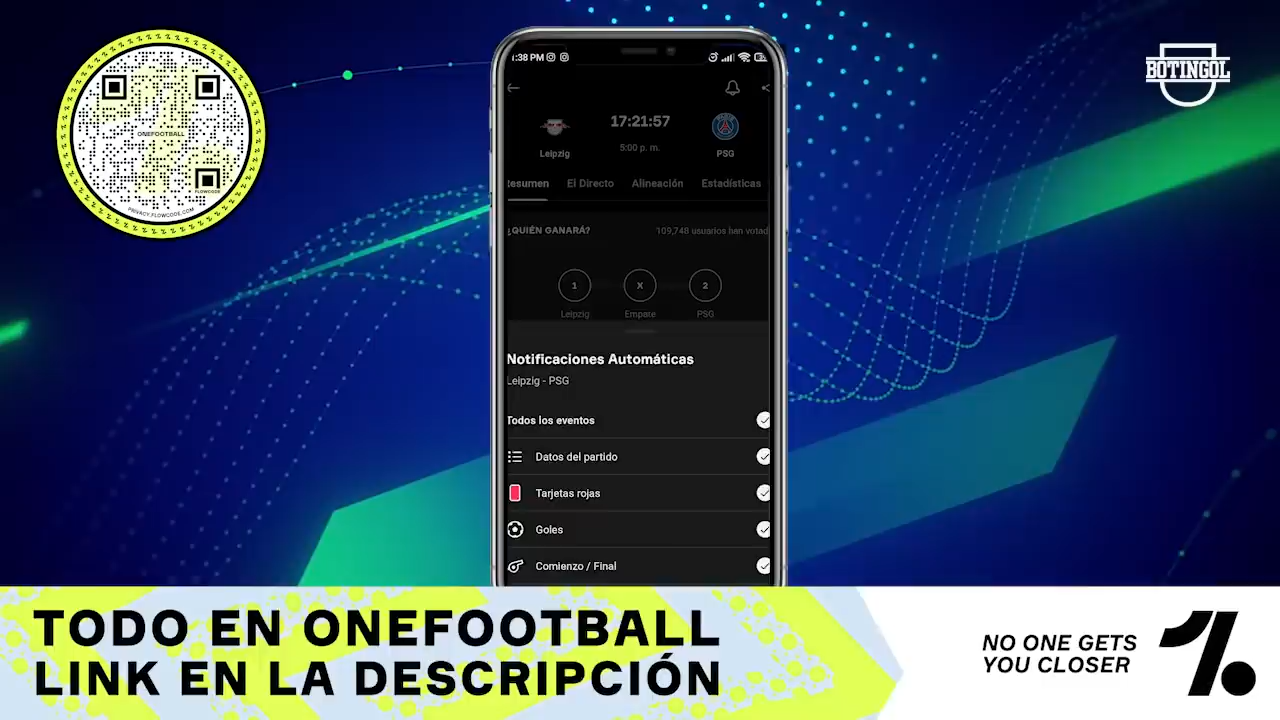 ONEFOOTBALL
FLOWCODE
PRIVACY.FLOWCODE.COM
BOTINGOL
1:38 PM
17:21:57
5:00 p. m.
Leipzig
PSG
Resumen El Directo Alineación Estadísticas
¿QUIÉN GANARÁ? 109,748 usuarios han votad
1 X 2
Leipzig Empate PSG
Notificaciones Automáticas
Leipzig - PSG
Todos los eventos
Datos del partido
Tarjetas rojas
Goles
Comienzo / Final
TODO EN ONEFOOTBALL
LINK EN LA DESCRIPCIÓN
NO ONE GETS
YOU CLOSER